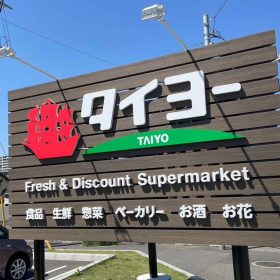 タイヨー
TAIYO
Fresh & Discount Supermarket
食品 生鮮 惣菜 ベーカリー お酒 お花